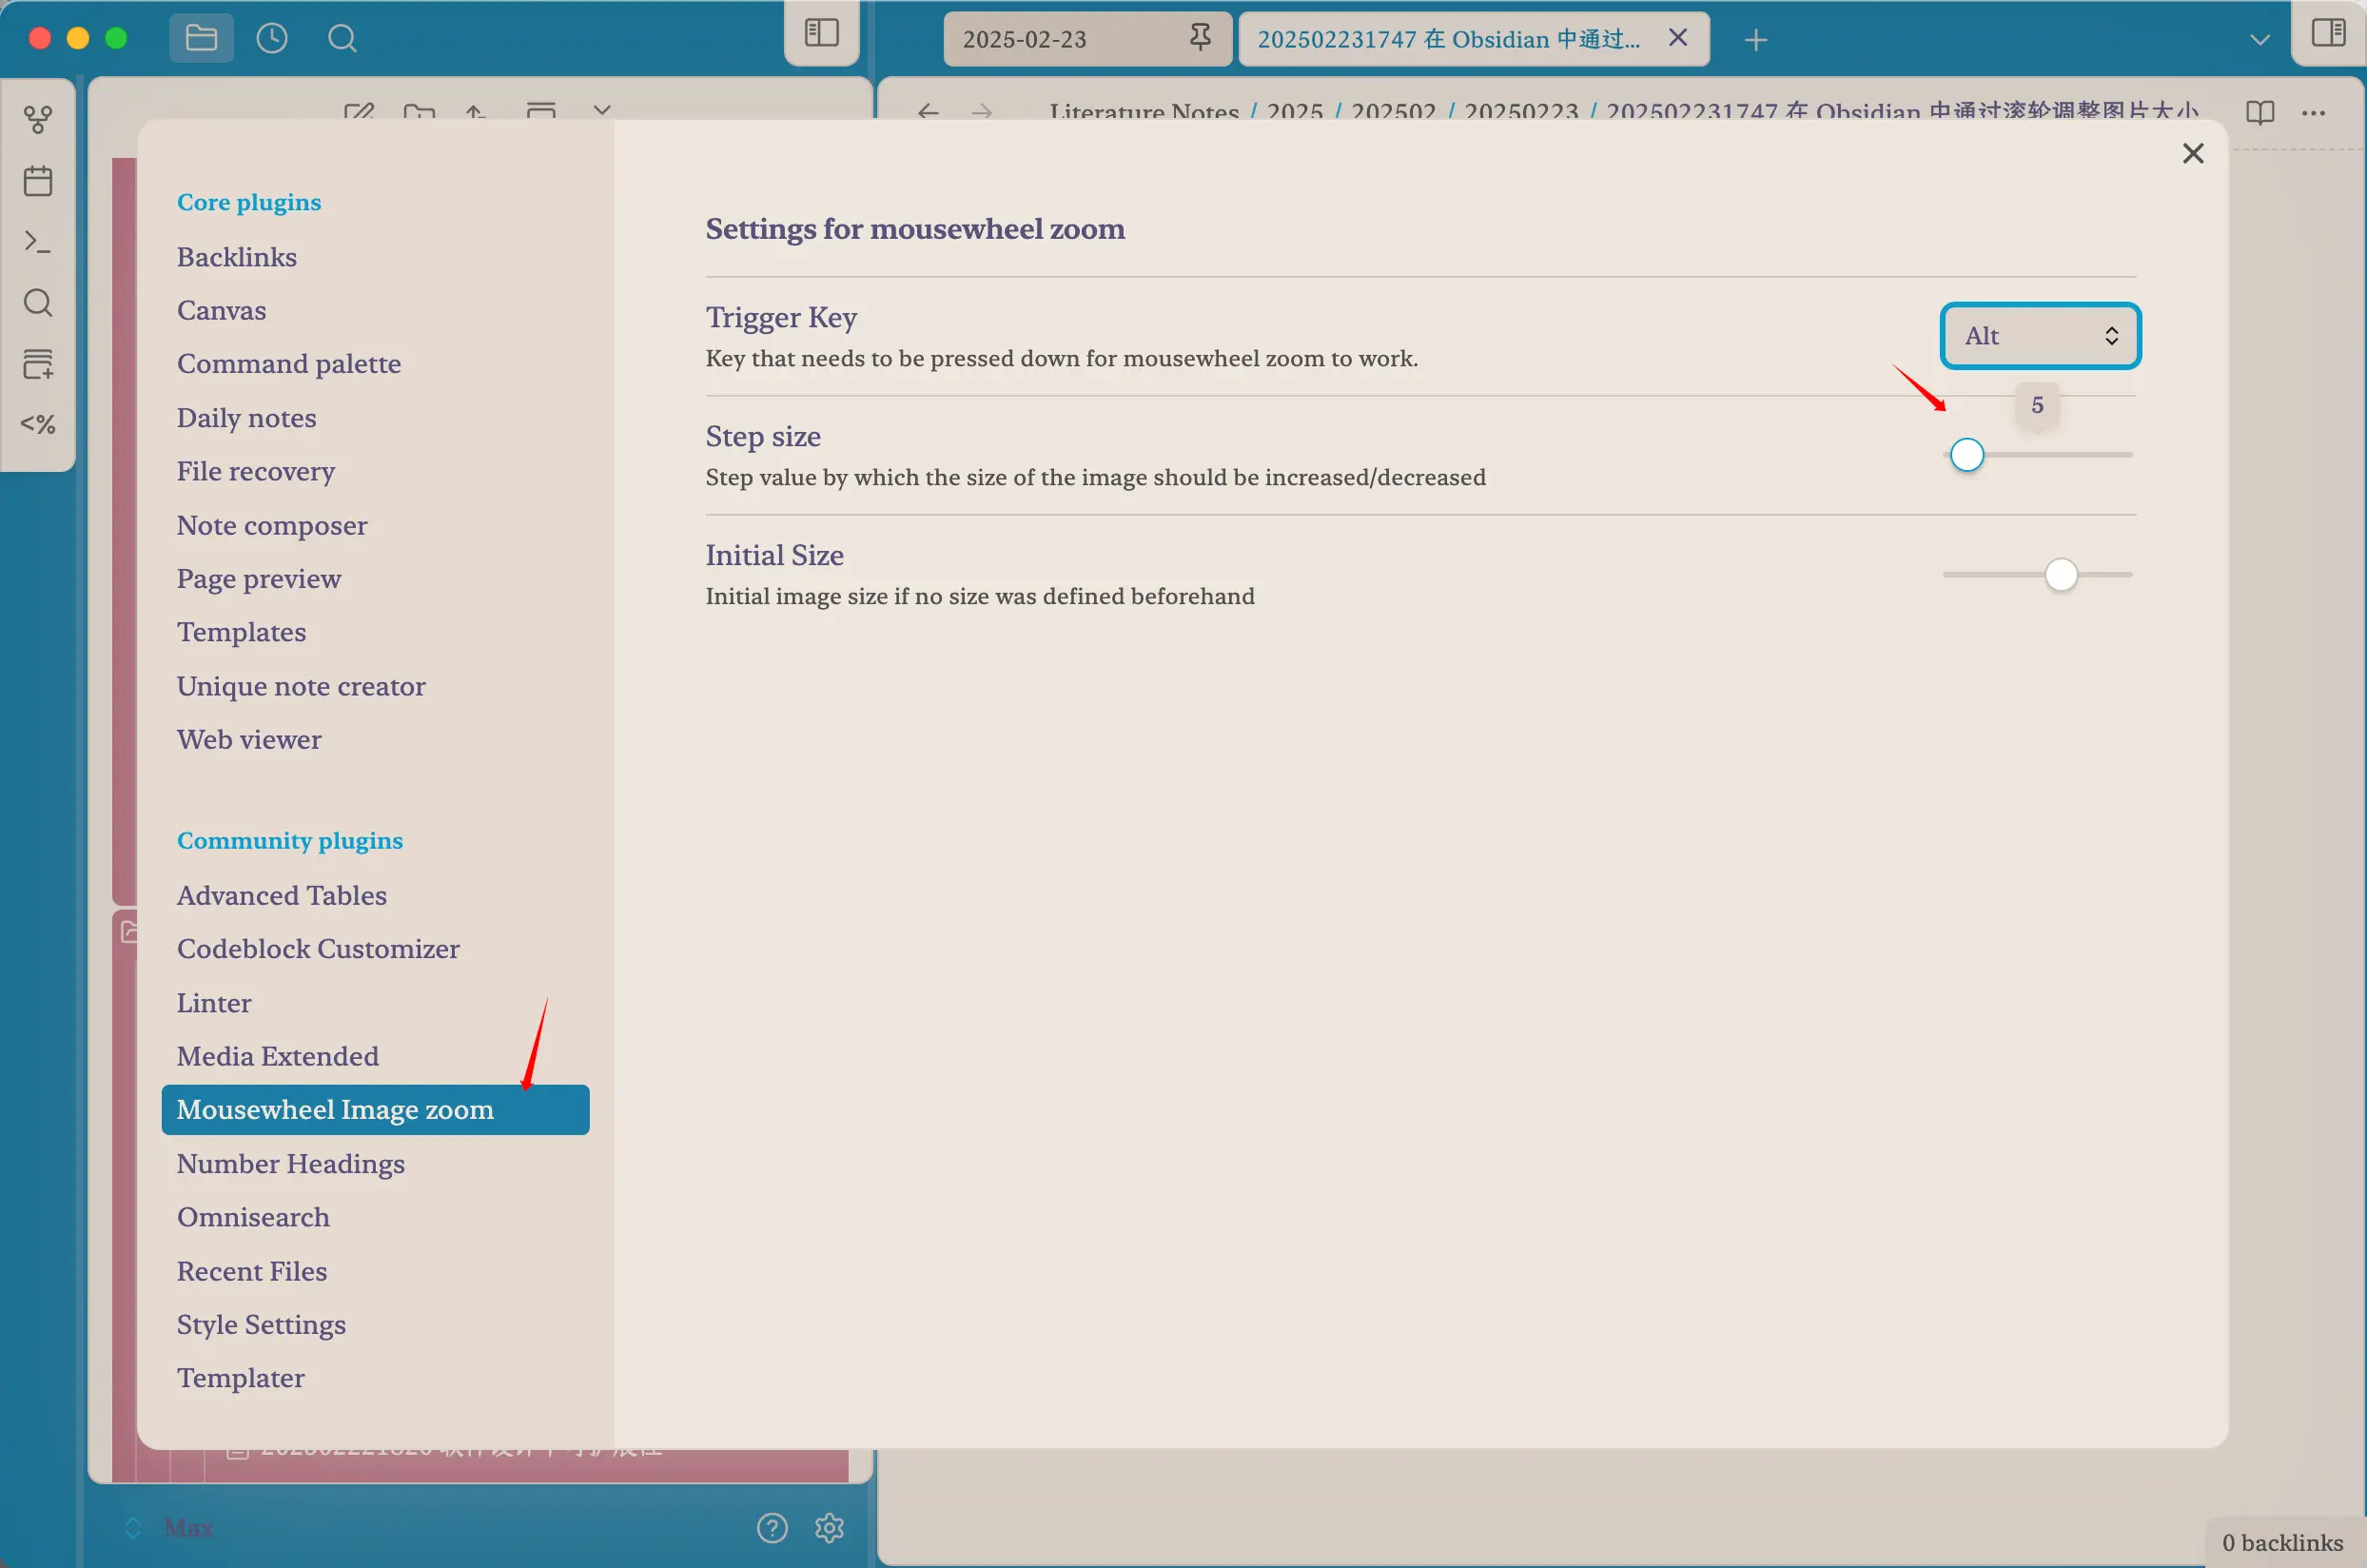 2025-02-23
202502231747 在 Obsidian 中通过...
Literature Notes / 2025 / 202502 / 20250223 / 202502231747 在 Obsidian 中通过滚轮调整图片大小
<%
Core plugins
Backlinks
Canvas
Command palette
Daily notes
File recovery
Note composer
Page preview
Templates
Unique note creator
Web viewer
Community plugins
Advanced Tables
Codeblock Customizer
Linter
Media Extended
Mousewheel Image zoom
Number Headings
Omnisearch
Recent Files
Style Settings
Templater
Settings for mousewheel zoom
Trigger Key
Key that needs to be pressed down for mousewheel zoom to work.
Alt
5
Step size
Step value by which the size of the image should be increased/decreased
Initial Size
Initial image size if no size was defined beforehand
Max
0 backlinks